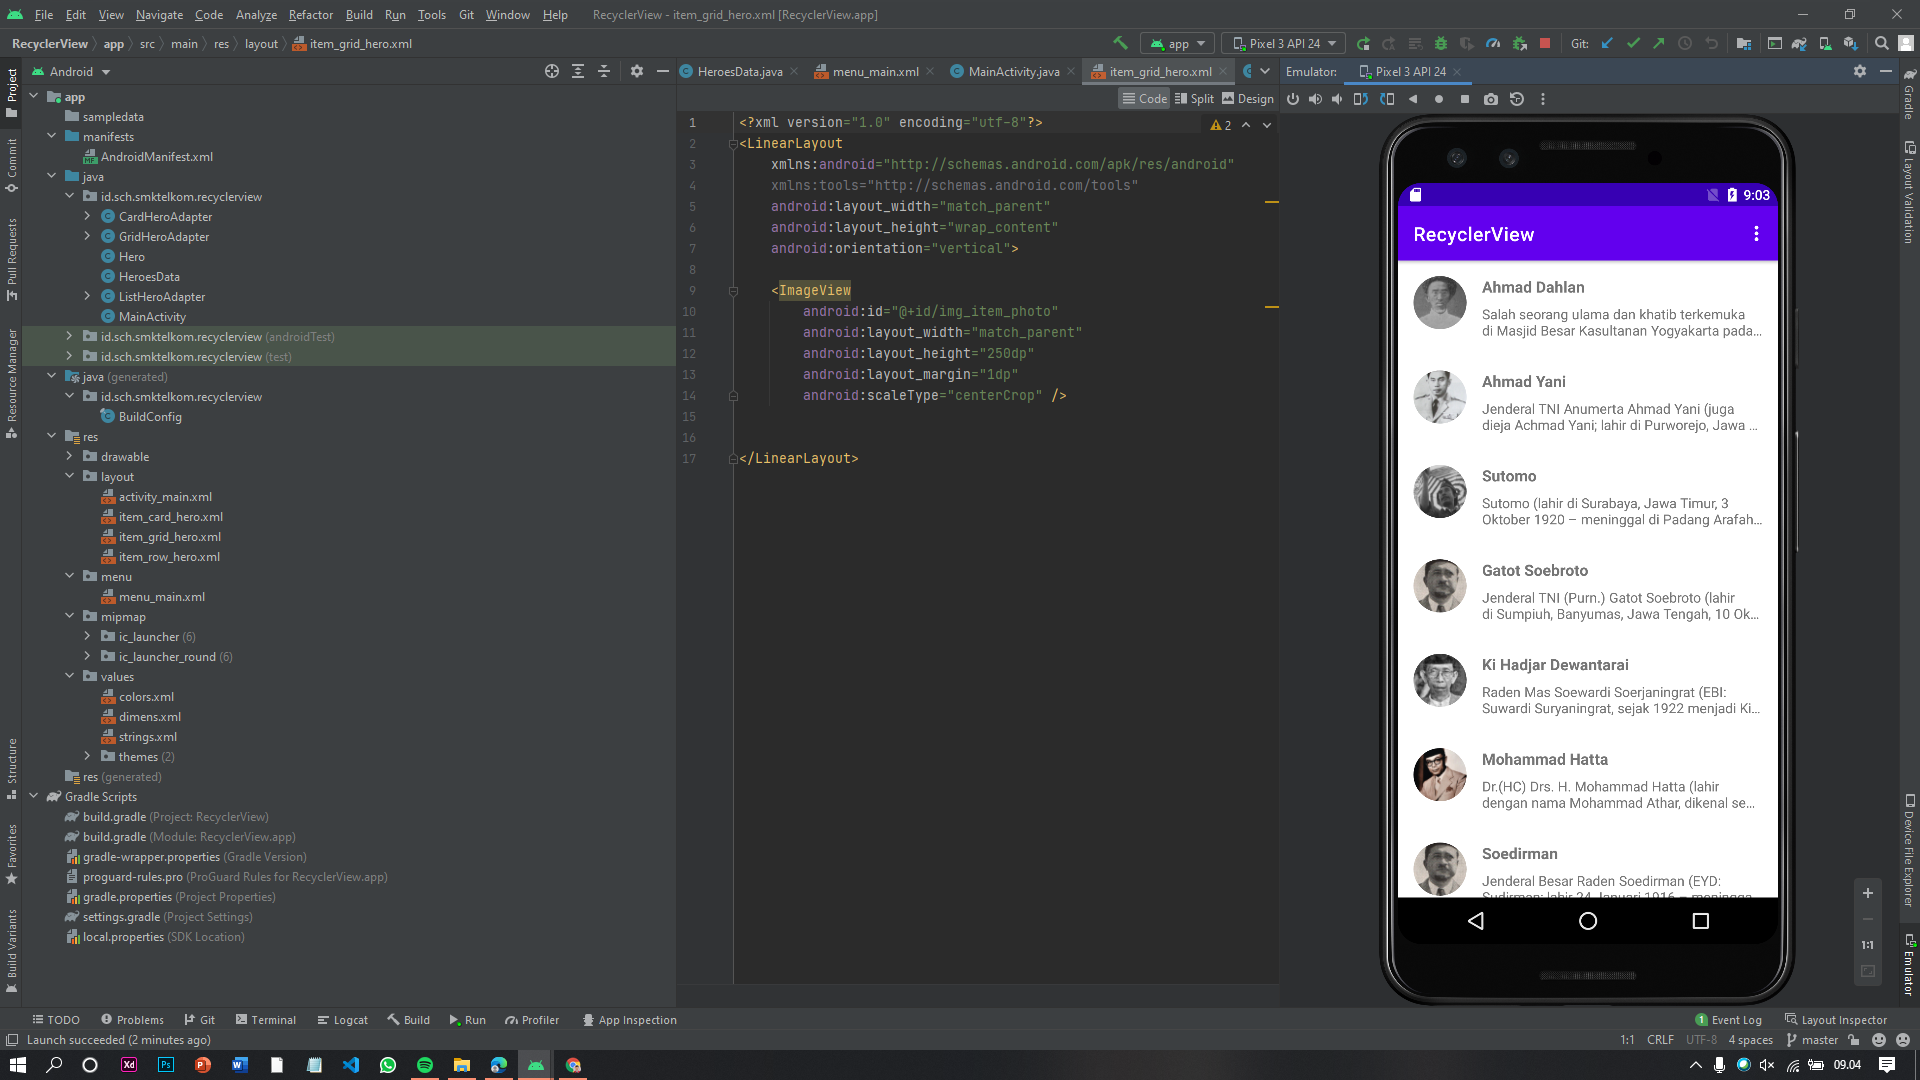 File Edit View Navigate Code Analyze Refactor Build Run Tools Git Window Help RecyclerView - item_grid_hero.xml [RecyclerView.app]
RecyclerView app src main res layout item_grid_hero.xml
app Pixel 3 API 24 Git:
Android
HeroesData.java menu_main.xml MainActivity.java item_grid_hero.xml
Emulator: Pixel 3 API 24
Code Split Design
Project
Commit
Pull Requests
Resource Manager
Structure
Favorites
Build Variants
app
sampledata
manifests
AndroidManifest.xml
java
id.sch.smktelkom.recyclerview
CardHeroAdapter
GridHeroAdapter
Hero
HeroesData
ListHeroAdapter
MainActivity
id.sch.smktelkom.recyclerview (androidTest)
id.sch.smktelkom.recyclerview (test)
java (generated)
id.sch.smktelkom.recyclerview
BuildConfig
res
drawable
layout
activity_main.xml
item_card_hero.xml
item_grid_hero.xml
item_row_hero.xml
menu
menu_main.xml
mipmap
ic_launcher (6)
ic_launcher_round (6)
values
colors.xml
dimens.xml
strings.xml
themes (2)
res (generated)
Gradle Scripts
build.gradle (Project: RecyclerView)
build.gradle (Module: RecyclerView.app)
gradle-wrapper.properties (Gradle Version)
proguard-rules.pro (ProGuard Rules for RecyclerView.app)
gradle.properties (Project Properties)
settings.gradle (Project Settings)
local.properties (SDK Location)
2
1 <?xml version="1.0" encoding="utf-8"?>
2 <LinearLayout
3 xmlns:android="http://schemas.android.com/apk/res/android"
4 xmlns:tools="http://schemas.android.com/tools"
5 android:layout_width="match_parent"
6 android:layout_height="wrap_content"
7 android:orientation="vertical">
8
9 <ImageView
10 android:id="@+id/img_item_photo"
11 android:layout_width="match_parent"
12 android:layout_height="250dp"
13 android:layout_margin="1dp"
14 android:scaleType="centerCrop" />
15
16
17 </LinearLayout>
9:03
RecyclerView
Ahmad Dahlan
Salah seorang ulama dan khatib terkemuka
di Masjid Besar Kasultanan Yogyakarta pada...
Ahmad Yani
Jenderal TNI Anumerta Ahmad Yani (juga
dieja Achmad Yani; lahir di Purworejo, Jawa ...
Sutomo
Sutomo (lahir di Surabaya, Jawa Timur, 3
Oktober 1920 – meninggal di Padang Arafah...
Gatot Soebroto
Jenderal TNI (Purn.) Gatot Soebroto (lahir
di Sumpiuh, Banyumas, Jawa Tengah, 10 Ok...
Ki Hadjar Dewantarai
Raden Mas Soewardi Soerjaningrat (EBI:
Suwardi Suryaningrat, sejak 1922 menjadi Ki...
Mohammad Hatta
Dr.(HC) Drs. H. Mohammad Hatta (lahir
dengan nama Mohammad Athar, dikenal se...
Soedirman
Jenderal Besar Raden Soedirman (EYD:
Sudirman; lahir 24 Januari 1916 – meningga...
1:1
Gradle
Layout Validation
Device File Explorer
Emulator
TODO Problems Git Terminal Logcat Build Run Profiler App Inspection 1 Event Log Layout Inspector
Launch succeeded (2 minutes ago) 1:1 CRLF UTF-8 4 spaces master
Xd Ps P W 09.04